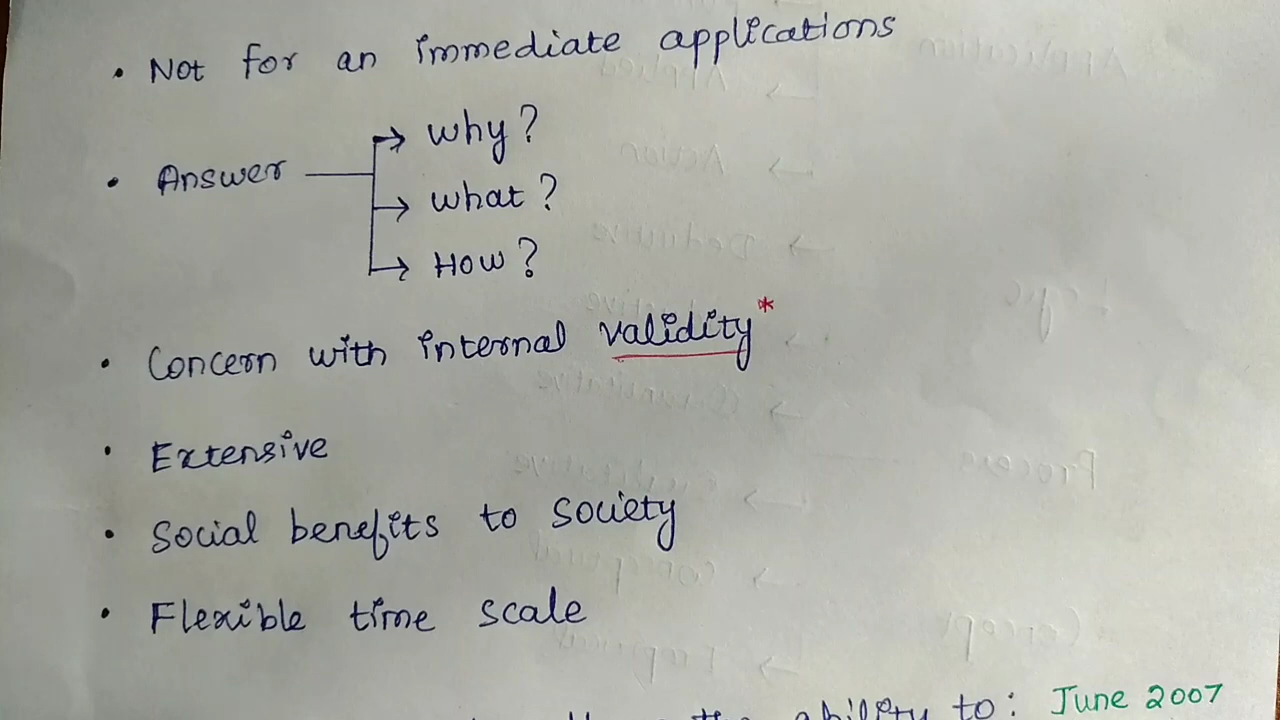 • Not for an immediate applications
• Answer → why?
→ what?
→ How?
• Concern with internal validity*
• Extensive
• Social benefits to society
• Flexible time scale
the ability to: June 2007